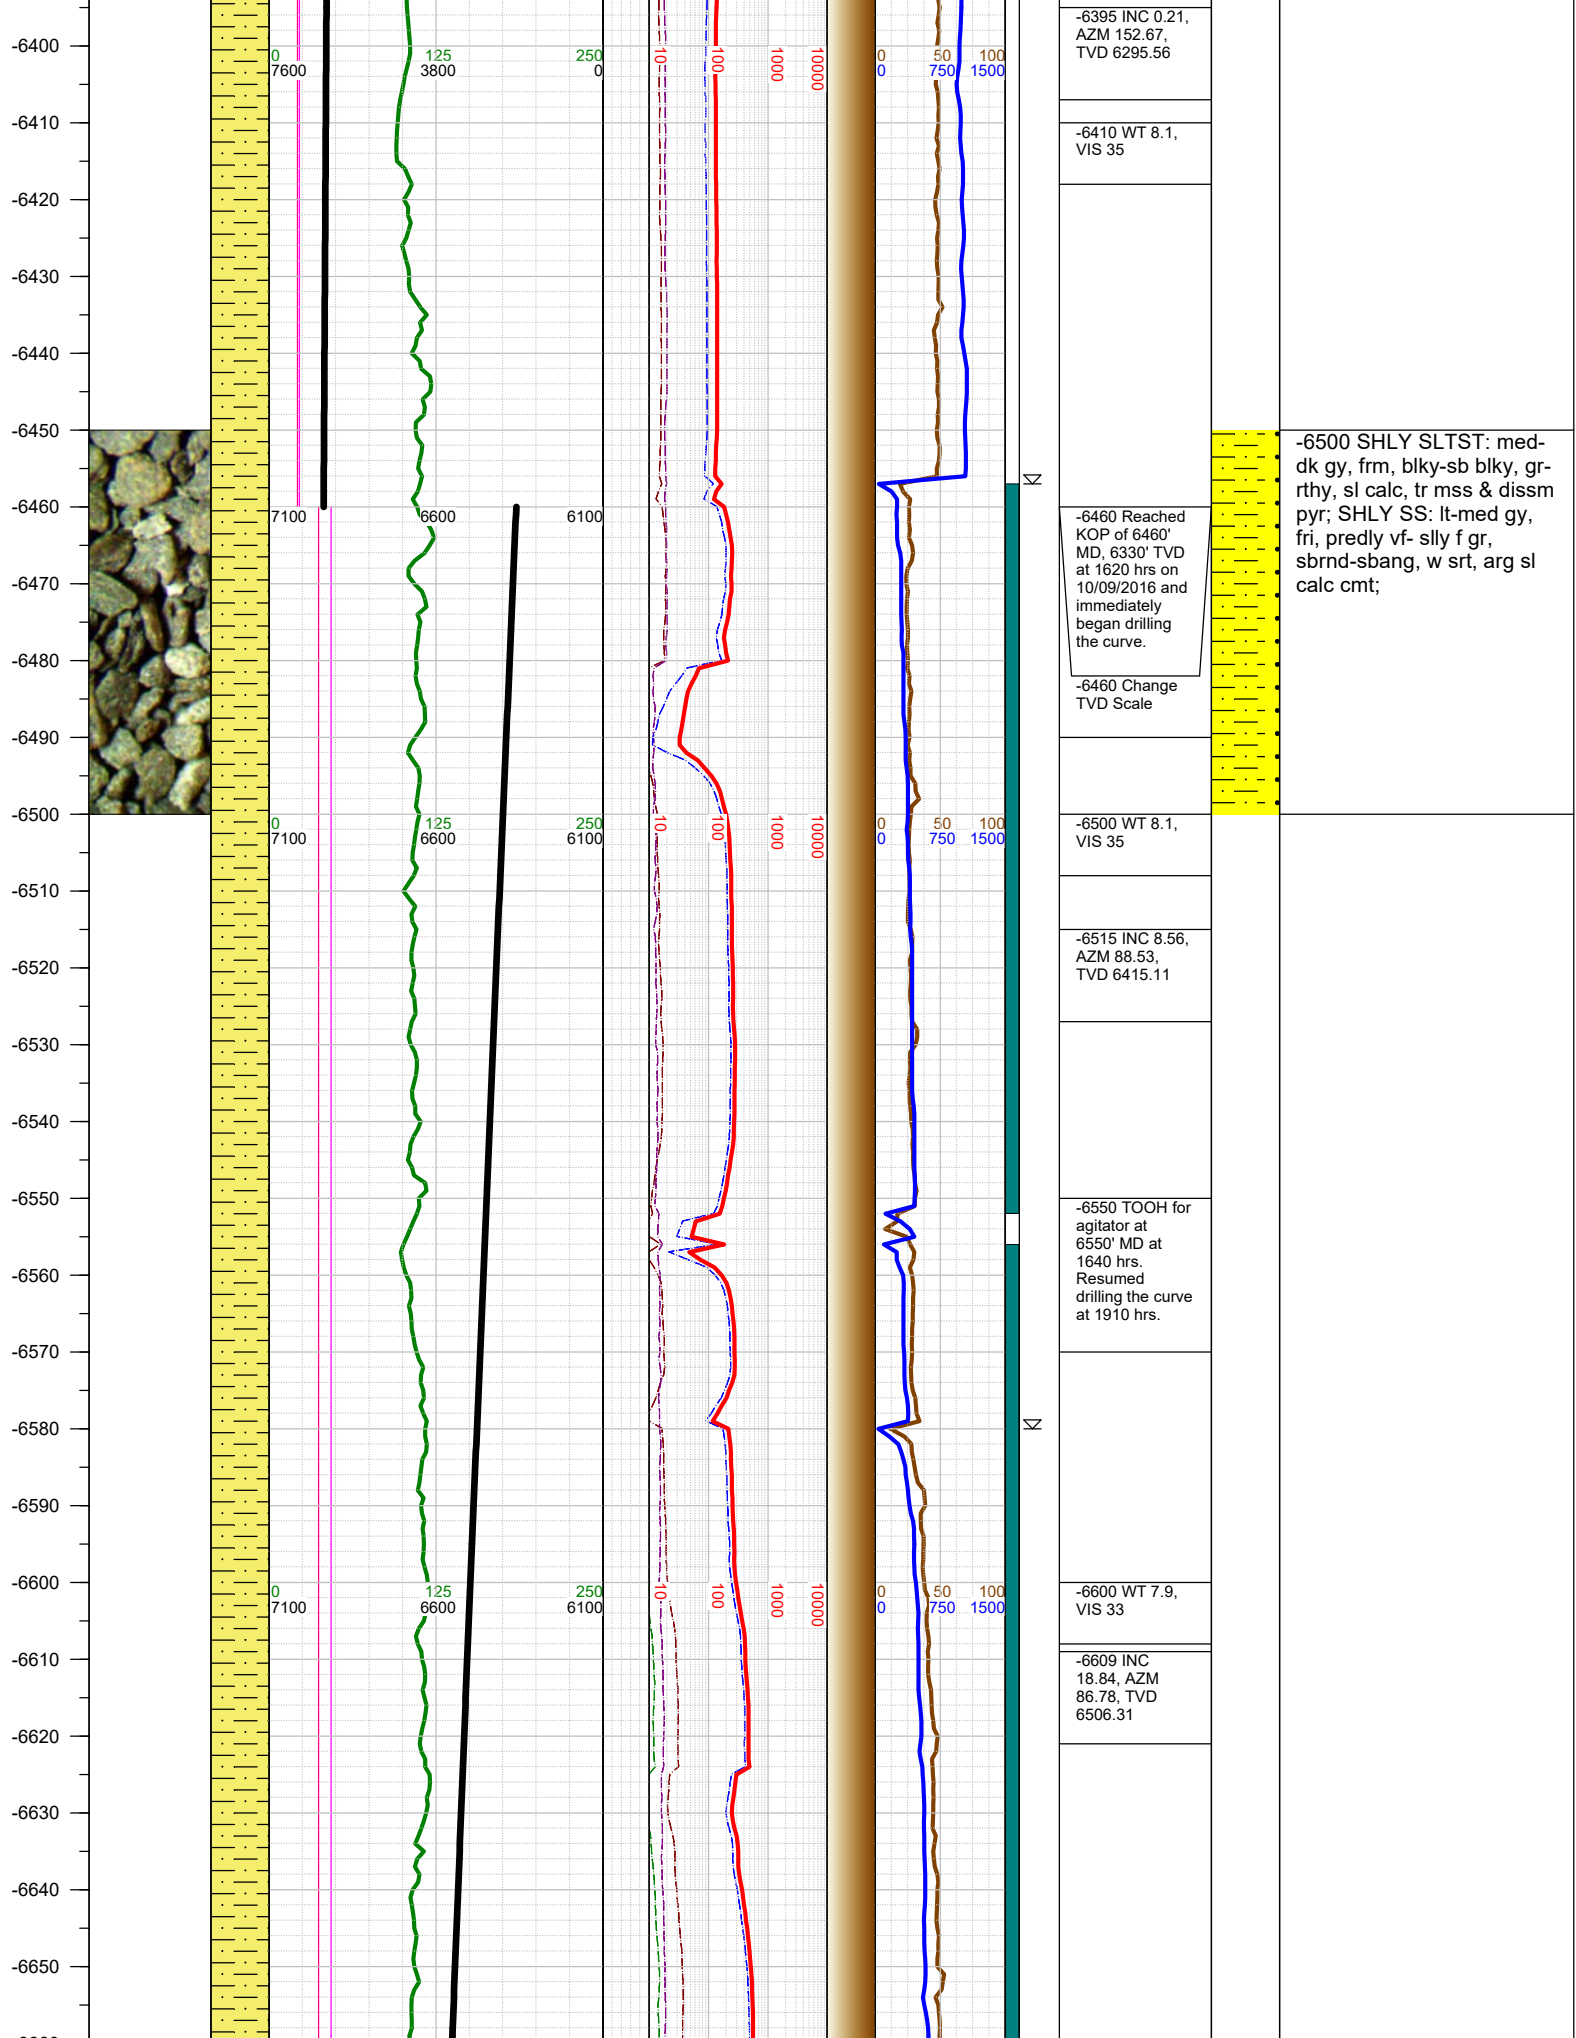 -6395 INC 0.21,
AZM 152.67,
TVD 6295.56
-6400
0 125 250
7600 3800 0
10 100 1000 10000
0 50 100
0 750 1500
-6410
-6410 WT 8.1,
VIS 35
-6420
-6430
-6440
-6450
-6500 SHLY SLTST: med-
dk gy, frm, blky-sb blky, gr-
rthy, sl calc, tr mss & dissm
pyr; SHLY SS: lt-med gy,
fri, predly vf- slly f gr,
sbrnd-sbang, w srt, arg sl
calc cmt;
-6460
7100 6600 6100
-6460 Reached
KOP of 6460'
MD, 6330' TVD
at 1620 hrs on
10/09/2016 and
immediately
began drilling
the curve.
-6470
-6480
-6460 Change
TVD Scale
-6490
-6500
0 125 250
7100 6600 6100
10 100 1000 10000
0 50 100
0 750 1500
-6500 WT 8.1,
VIS 35
-6510
-6515 INC 8.56,
AZM 88.53,
TVD 6415.11
-6520
-6530
-6540
-6550
-6550 TOOH for
agitator at
6550' MD at
1640 hrs.
Resumed
drilling the curve
at 1910 hrs.
-6560
-6570
-6580
-6590
-6600
0 125 250
7100 6600 6100
10 100 1000 10000
0 50 100
0 750 1500
-6600 WT 7.9,
VIS 33
-6610
-6609 INC
18.84, AZM
86.78, TVD
6506.31
-6620
-6630
-6640
-6650